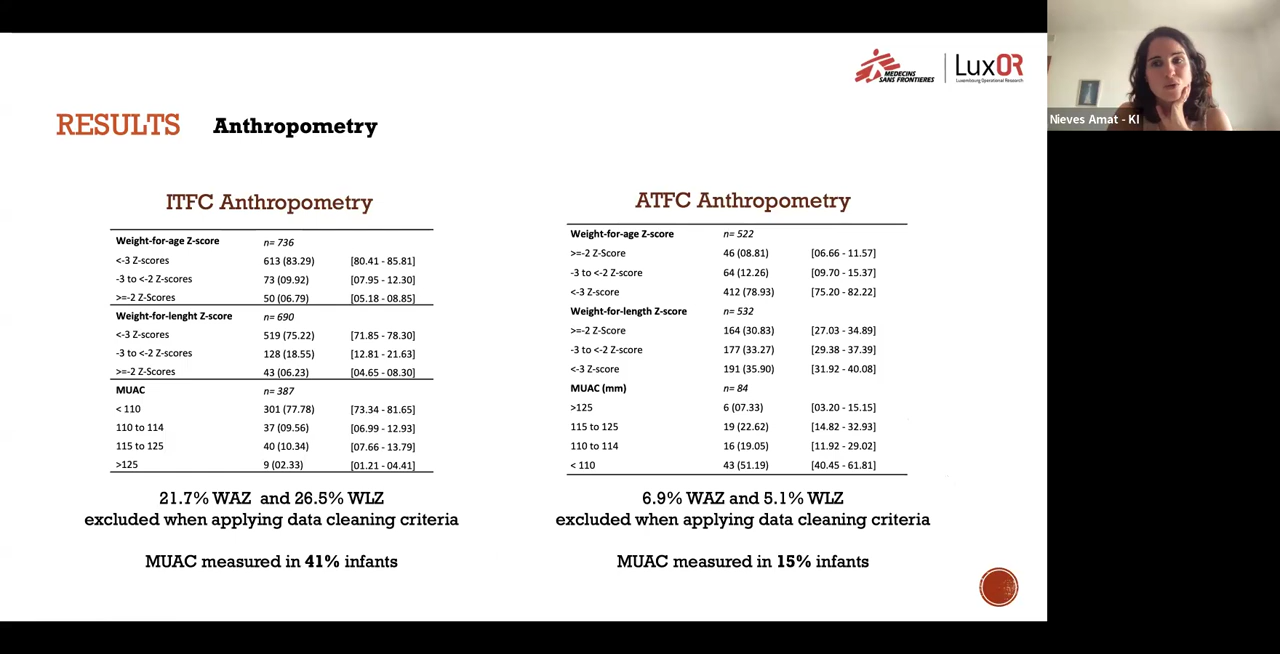 MEDECINS
SANS FRONTIERES
LuxOR
Luxembourg Operational Research
Nieves Amat - KI
RESULTS Anthropometry
ITFC Anthropometry
Weight-for-age Z-score n= 736
<-3 Z-scores 613 (83.29) [80.41 - 85.81]
-3 to <-2 Z-scores 73 (09.92) [07.95 - 12.30]
>=-2 Z-Scores 50 (06.79) [05.18 - 08.85]
Weight-for-lenght Z-score n= 690
<-3 Z-scores 519 (75.22) [71.85 - 78.30]
-3 to <-2 Z-scores 128 (18.55) [12.81 - 21.63]
>=-2 Z-Scores 43 (06.23) [04.65 - 08.30]
MUAC n= 387
< 110 301 (77.78) [73.34 - 81.65]
110 to 114 37 (09.56) [06.99 - 12.93]
115 to 125 40 (10.34) [07.66 - 13.79]
>125 9 (02.33) [01.21 - 04.41]
21.7% WAZ and 26.5% WLZ
excluded when applying data cleaning criteria
MUAC measured in 41% infants
ATFC Anthropometry
Weight-for-age Z-score n= 522
>=-2 Z-Score 46 (08.81) [06.66 - 11.57]
-3 to <-2 Z-score 64 (12.26) [09.70 - 15.37]
<-3 Z-score 412 (78.93) [75.20 - 82.22]
Weight-for-length Z-score n= 532
>=-2 Z-Score 164 (30.83) [27.03 - 34.89]
-3 to <-2 Z-score 177 (33.27) [29.38 - 37.39]
<-3 Z-score 191 (35.90) [31.92 - 40.08]
MUAC (mm) n= 84
>125 6 (07.33) [03.20 - 15.15]
115 to 125 19 (22.62) [14.82 - 32.93]
110 to 114 16 (19.05) [11.92 - 29.02]
< 110 43 (51.19) [40.45 - 61.81]
6.9% WAZ and 5.1% WLZ
excluded when applying data cleaning criteria
MUAC measured in 15% infants